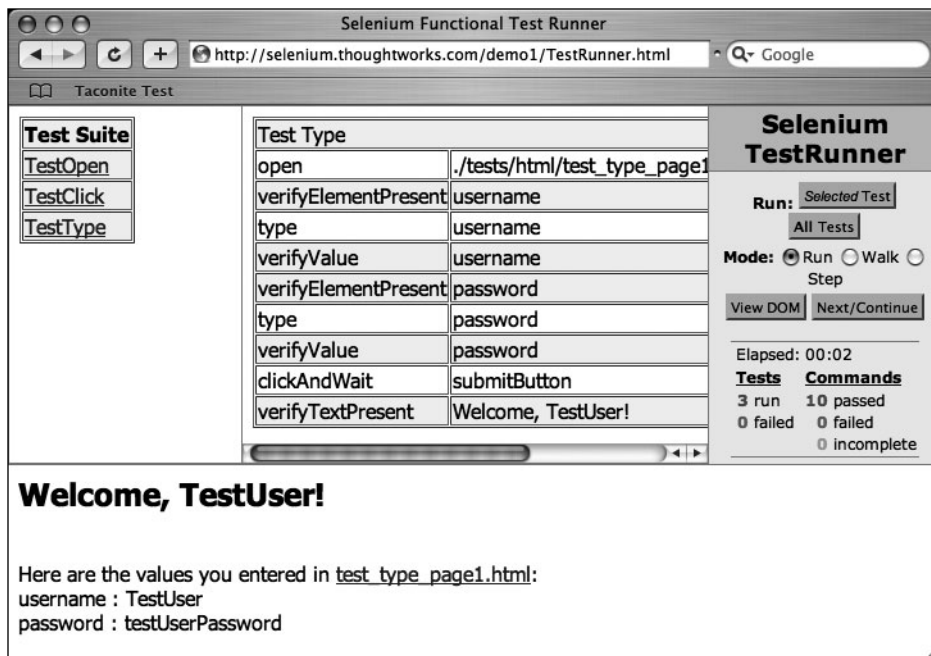 Selenium Functional Test Runner
http://selenium.thoughtworks.com/demo1/TestRunner.html
Google
Taconite Test
Test Suite
TestOpen
TestClick
TestType
Test Type
open ./tests/html/test_type_page1
verifyElementPresent username
type username
verifyValue username
verifyElementPresent password
type password
verifyValue password
clickAndWait submitButton
verifyTextPresent Welcome, TestUser!
Selenium
TestRunner
Run: Selected Test
All Tests
Mode: Run Walk
Step
View DOM Next/Continue
Elapsed: 00:02
Tests Commands
3 run 10 passed
0 failed 0 failed
0 incomplete
Welcome, TestUser!
Here are the values you entered in test_type_page1.html:
username : TestUser
password : testUserPassword